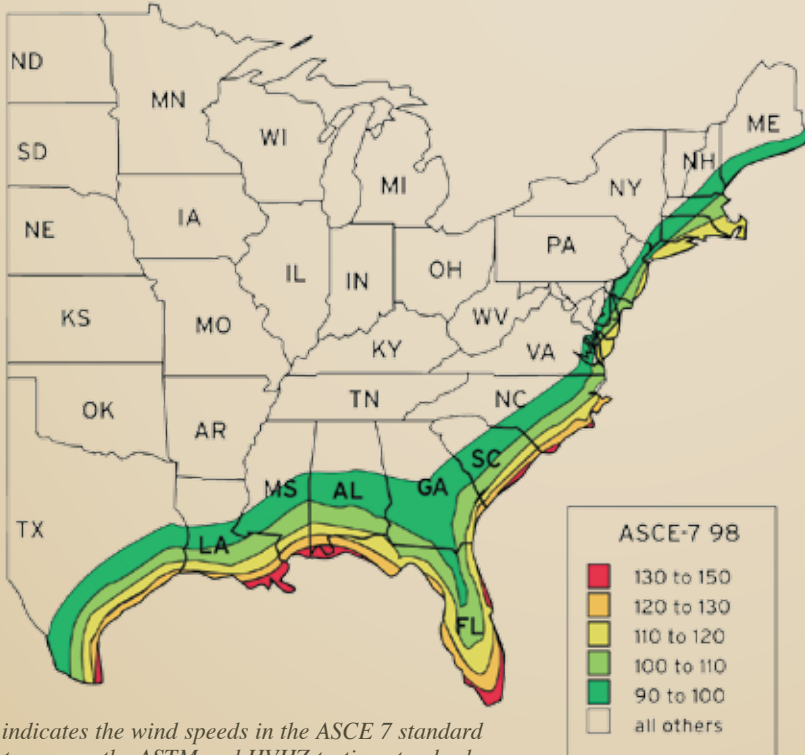 ND
MN
ME
WI
SD
NH
MI
NY
IA
NE
PA
OH
IL
IN
WV
KS
MO
VA
KY
NC
TN
OK
AR
SC
MS
AL
GA
TX
LA
FL
ASCE-7 98
130 to 150
120 to 130
110 to 120
100 to 110
90 to 100
all others
indicates the wind speeds in the ASCE 7 standard